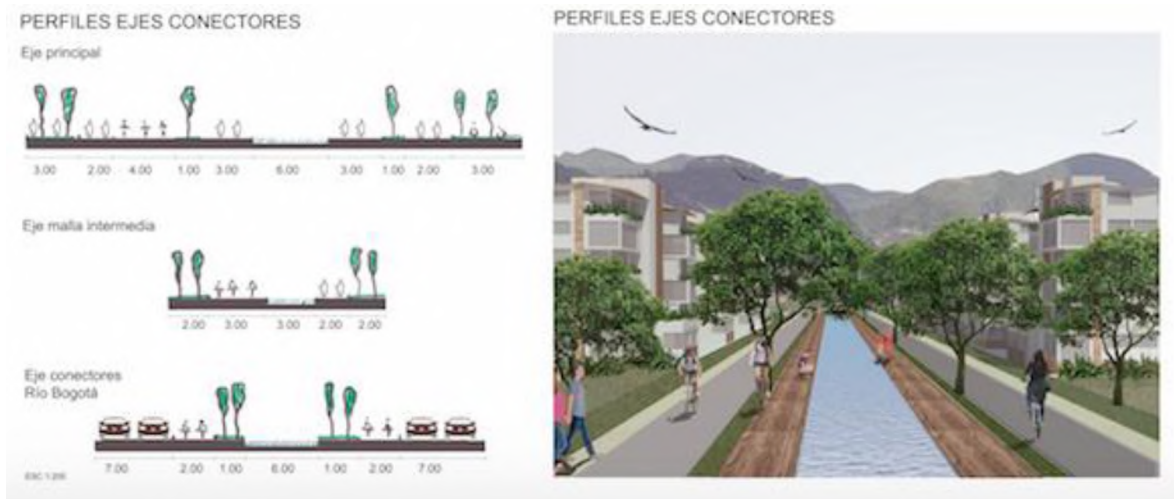 PERFILES EJES CONECTORES
Eje principal
3.00 2.00 4.00 1.00 3.00 6.00 3.00 1.00 2.00 3.00
Eje malla intermedia
2.00 3.00 3.00 2.00 2.00
Eje conectores
Río Bogotá
7.00 2.00 1.00 6.00 1.00 2.00 7.00
ESC 1:200
PERFILES EJES CONECTORES